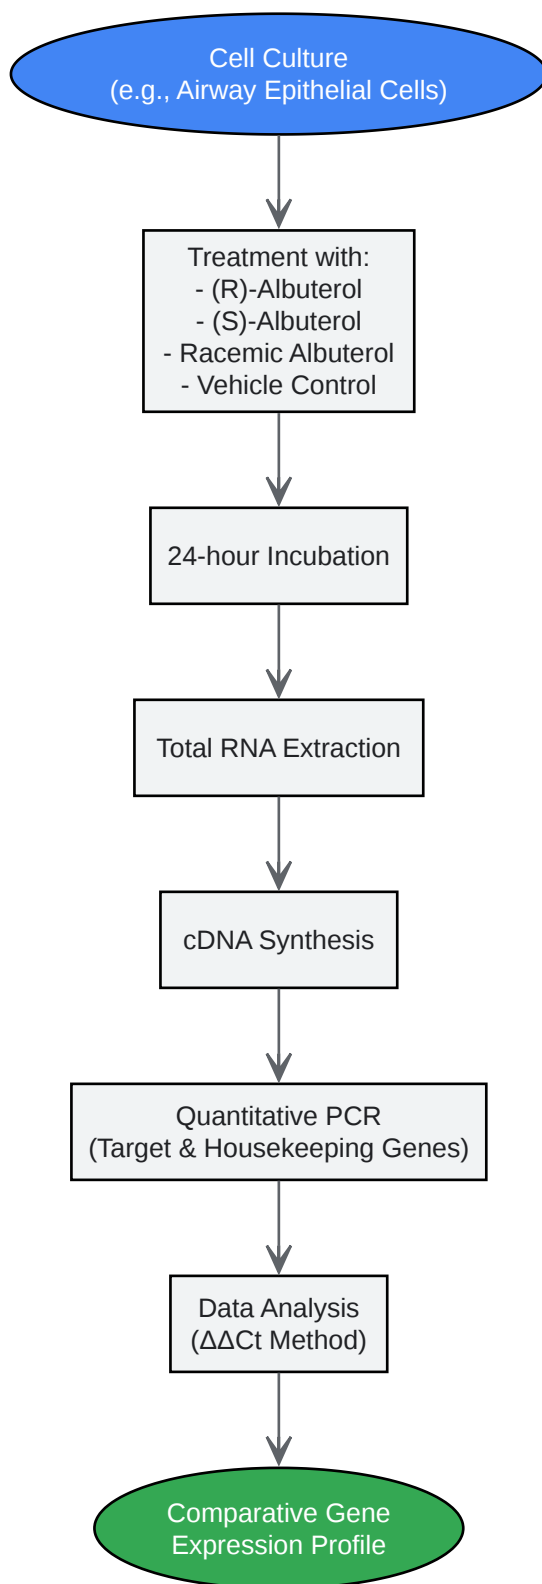 Cell Culture
(e.g., Airway Epithelial Cells)
Treatment with:
- (R)-Albuterol
- (S)-Albuterol
- Racemic Albuterol
- Vehicle Control
24-hour Incubation
Total RNA Extraction
cDNA Synthesis
Quantitative PCR
(Target & Housekeeping Genes)
Data Analysis
(ΔΔCt Method)
Comparative Gene
Expression Profile